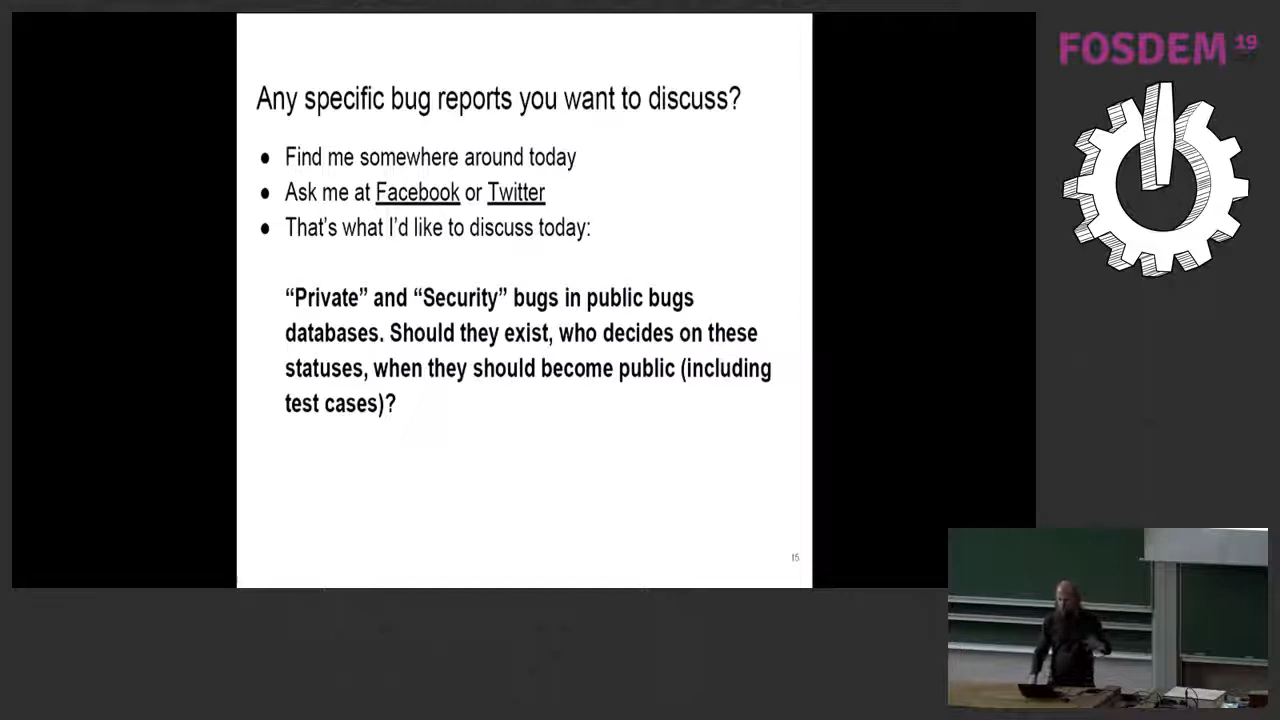 Any specific bug reports you want to discuss?
● Find me somewhere around today
● Ask me at Facebook or Twitter
● That's what I'd like to discuss today:
“Private” and “Security” bugs in public bugs
databases. Should they exist, who decides on these
statuses, when they should become public (including
test cases)?
15
FOSDEM 19